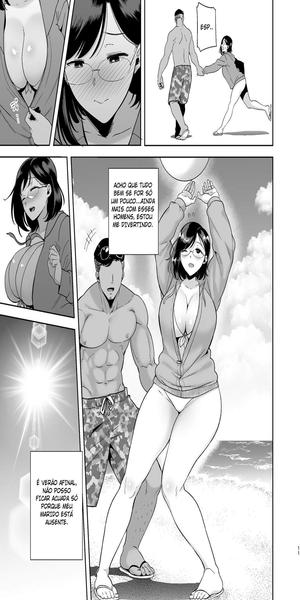 ESP..
ACHO QUE TUDO
BEM SE FOR SÓ
UM POUCO...AINDA
MAIS COM ESSES
HOMENS, ESTOU
ME DIVERTINDO.
É VERÃO AFINAL,
NÃO POSSO
FICAR ACUADA SÓ
PORQUE MEU
MARIDO ESTÁ
AUSENTE.